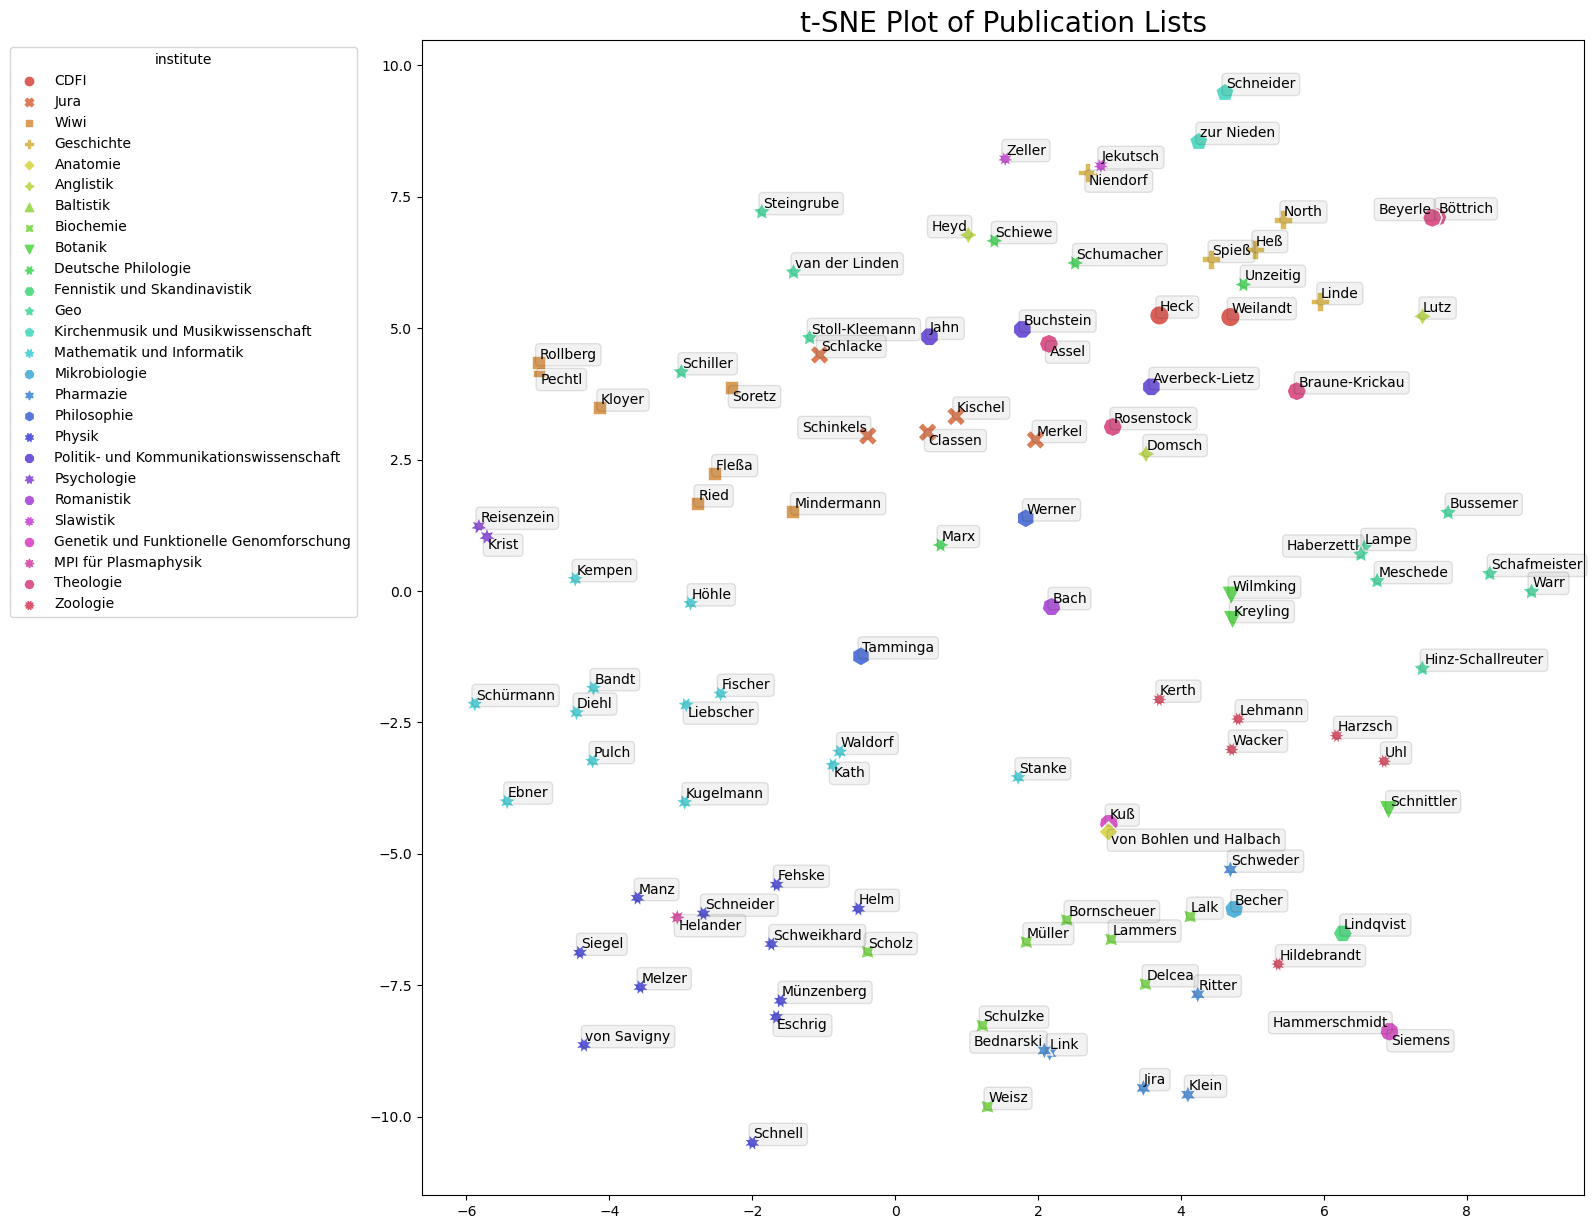 t-SNE Plot of Publication Lists
institute
CDFI
Jura
Wiwi
Geschichte
Anatomie
Anglistik
Baltistik
Biochemie
Botanik
Deutsche Philologie
Fennistik und Skandinavistik
Geo
Kirchenmusik und Musikwissenschaft
Mathematik und Informatik
Mikrobiologie
Pharmazie
Philosophie
Physik
Politik- und Kommunikationswissenschaft
Psychologie
Romanistik
Slawistik
Genetik und Funktionelle Genomforschung
MPI für Plasmaphysik
Theologie
Zoologie
10.0
7.5
5.0
2.5
0.0
−2.5
−5.0
−7.5
−10.0
Schneider
zur Nieden
Zeller
Jekutsch
Niendorf
Steingrube
North
Beyerle
Böttrich
Heyd
Schiewe
Heß
Spieß
Schumacher
van der Linden
Unzeitig
Linde
Heck
Weilandt
Lutz
Buchstein
Jahn
Stoll-Kleemann
Schlacke
Assel
Rollberg
Pechtl
Schiller
Averbeck-Lietz
Braune-Krickau
Soretz
Kloyer
Kischel
Rosenstock
Schinkels
Classen
Merkel
Domsch
Fleßa
Ried
Mindermann
Werner
Bussemer
Reisenzein
Krist
Marx
Lampe
Haberzettl
Meschede
Schafmeister
Warr
Kempen
Höhle
Wilmking
Kreyling
Bach
Tamminga
Hinz-Schallreuter
Bandt
Fischer
Schürmann
Diehl
Liebscher
Kerth
Lehmann
Harzsch
Wacker
Uhl
Waldorf
Kath
Pulch
Stanke
Ebner
Kugelmann
Schnittler
Kuß
von Bohlen und Halbach
Schweder
Fehske
Manz
Schneider
Helander
Helm
Lalk
Becher
Bornscheuer
Lammers
Müller
Lindqvist
Schweikhard
Scholz
Siegel
Hildebrandt
Melzer
Delcea
Ritter
Münzenberg
Eschrig
Schulzke
Hammerschmidt
Siemens
von Savigny
Bednarski
Link
Jira
Klein
Weisz
Schnell
−6
−4
−2
0
2
4
6
8